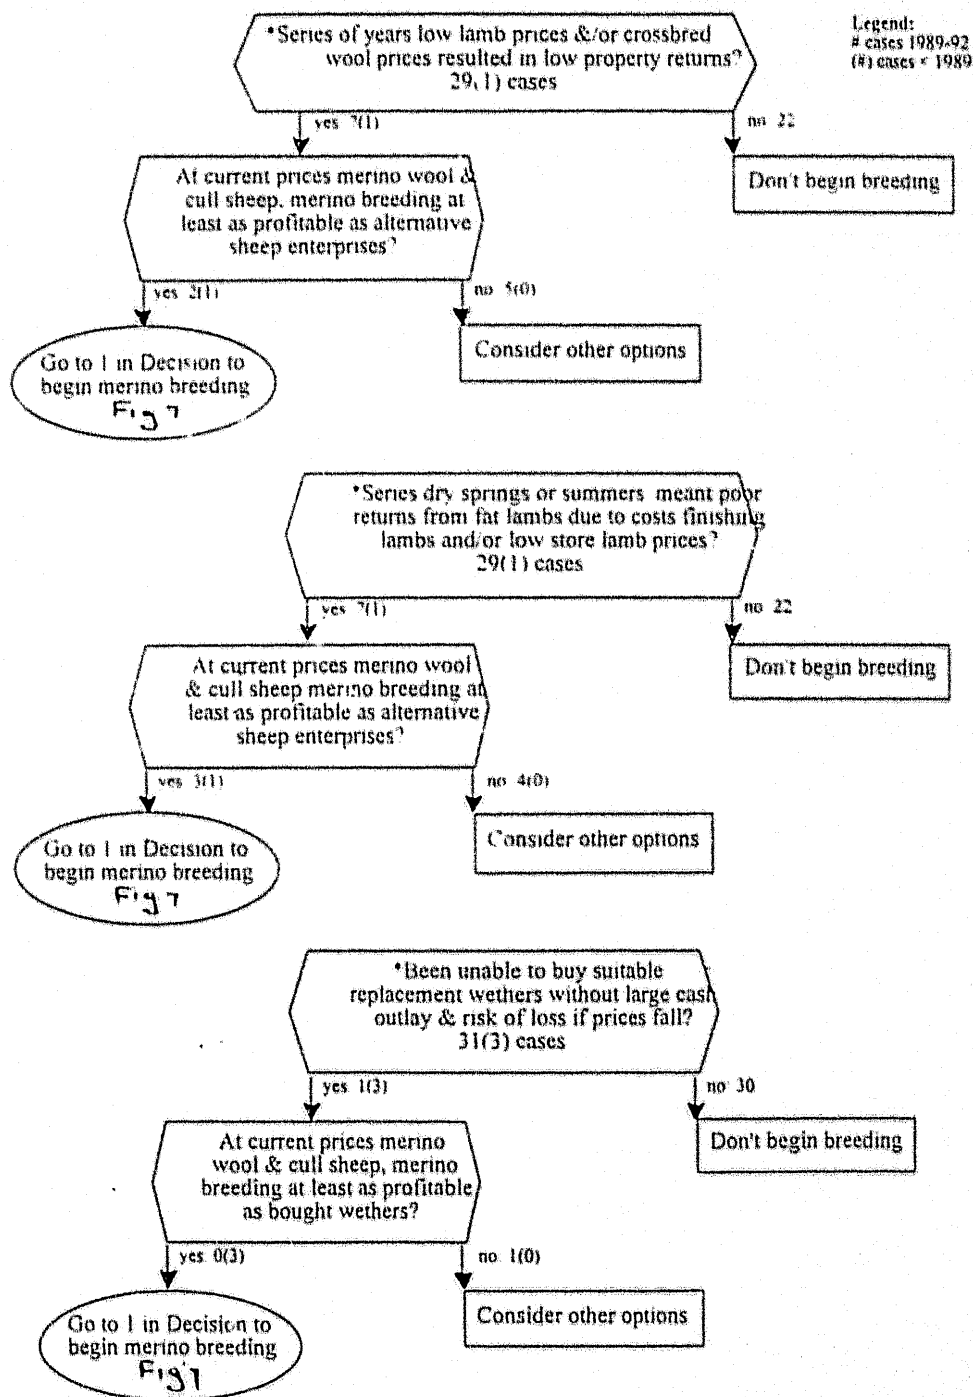 Legend:
# cases 1989-92
(#) cases < 1989
*Series of years low lamb prices &/or crossbred
wool prices resulted in low property returns?
29(1) cases
yes 7(1)
no 22
At current prices merino wool &
cull sheep, merino breeding at
least as profitable as alternative
sheep enterprises?
Don't begin breeding
yes 2(1)
no 5(0)
Go to 1 in Decision to
begin merino breeding
Fig 7
Consider other options
*Series dry springs or summers meant poor
returns from fat lambs due to costs finishing
lambs and/or low store lamb prices?
29(1) cases
yes 7(1)
no 22
At current prices merino wool
& cull sheep merino breeding at
least as profitable as alternative
sheep enterprises?
Don't begin breeding
yes 3(1)
no 4(0)
Go to 1 in Decision to
begin merino breeding
Fig 7
Consider other options
*Been unable to buy suitable
replacement wethers without large cash
outlay & risk of loss if prices fall?
31(3) cases
yes 1(3)
no 30
At current prices merino
wool & cull sheep, merino
breeding at least as profitable
as bought wethers?
Don't begin breeding
yes 0(3)
no 1(0)
Go to 1 in Decision to
begin merino breeding
Fig 7
Consider other options